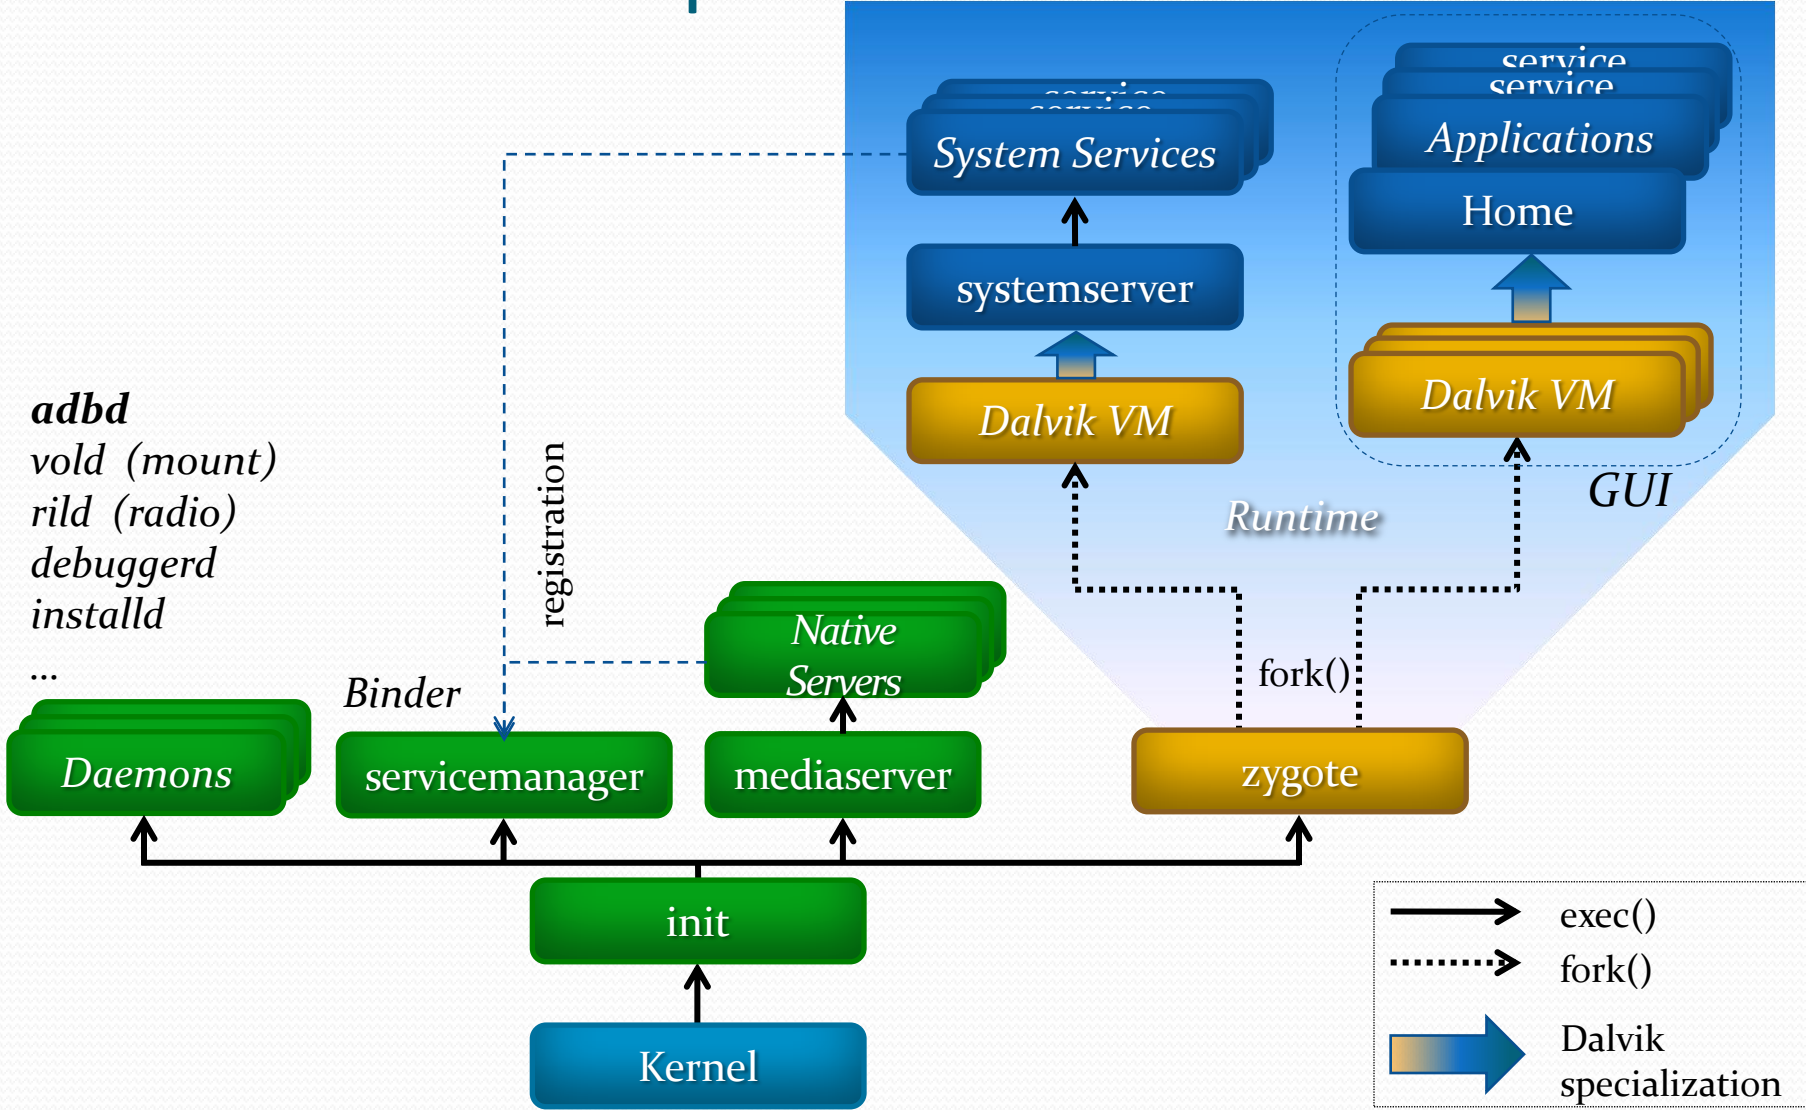 service
service
Applications
Home
service
service
System Services
systemserver
Dalvik VM
Dalvik VM
GUI
Runtime
fork()
zygote
adbd
vold (mount)
rild (radio)
debuggerd
installd
...
registration
Binder
Native
Servers
Daemons
servicemanager
mediaserver
init
Kernel
exec()
fork()
Dalvik
specialization